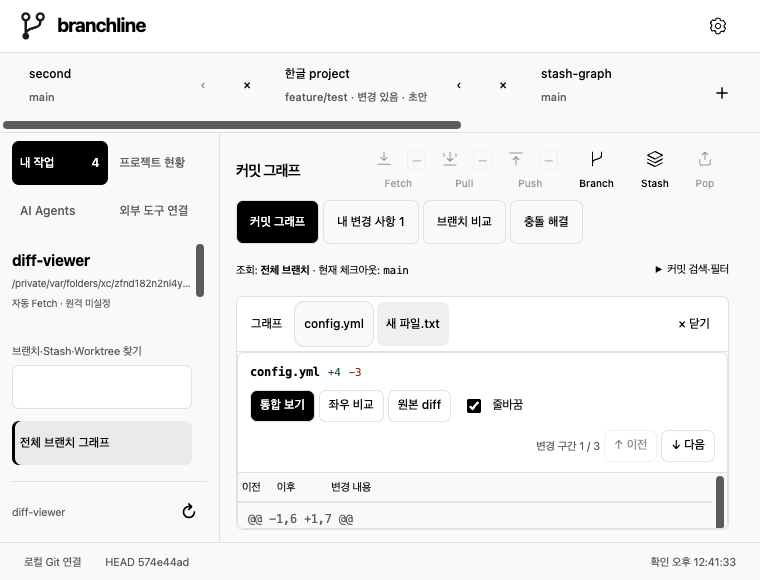 branchline
second
main
한글 project
feature/test · 변경 있음 · 초안
stash-graph
main
내 작업 4
프로젝트 현황
AI Agents
외부 도구 연결
diff-viewer
/private/var/folders/xc/zfnd182n2nl4y...
자동 Fetch · 원격 미설정
브랜치·Stash·Worktree 찾기
전체 브랜치 그래프
diff-viewer
커밋 그래프
Fetch
Pull
Push
Branch
Stash
Pop
커밋 그래프
내 변경 사항 1
브랜치 비교
충돌 해결
조회: 전체 브랜치 · 현재 체크아웃: main
▶ 커밋 검색·필터
그래프
config.yml
새 파일.txt
× 닫기
config.yml +4 −3
통합 보기
좌우 비교
원본 diff
줄바꿈
변경 구간 1 / 3
↑ 이전
↓ 다음
이전 이후 변경 내용
@@ −1,6 +1,7 @@
로컬 Git 연결
HEAD 574e44ad
확인 오후 12:41:33